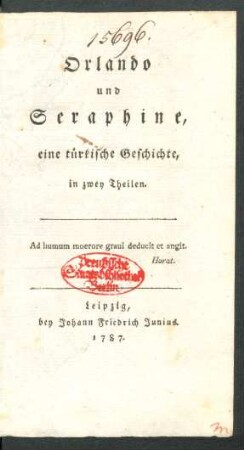 15696.
Orlando
und
Seraphine,
eine türkische Geschichte,
in zwey Theilen.
Ad humum moerore graui deducit et angit.
Horat.
Preußische
Staatsbibliothek
Berlin
Leipzig,
bey Johann Friedrich Junius.
1787.